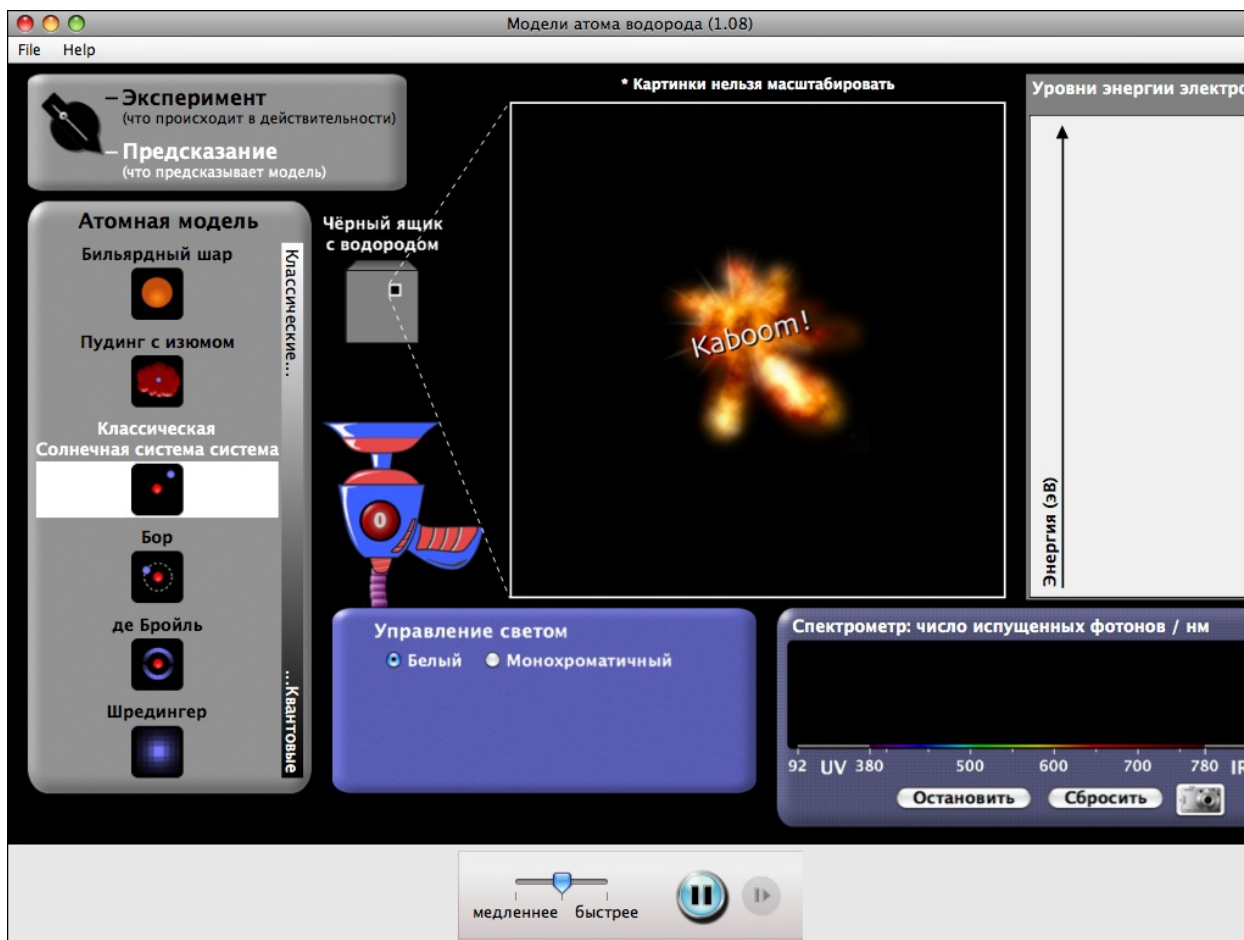 Модели атома водорода (1.08)
File Help
Эксперимент
(что происходит в действительности)
Предсказание
(что предсказывает модель)
Атомная модель
Бильярдный шар
Пудинг с изюмом
Классическая
Солнечная система система
Бор
де Бройль
Шредингер
Классические...
...Квантовые
Чёрный ящик
с водородом
0
* Картинки нельзя масштабировать
Kaboom!
Уровни энергии электро
Энергия (эВ)
Управление светом
Белый Монохроматичный
Спектрометр: число испущенных фотонов / нм
92 UV 380 500 600 700 780 IR
Остановить Сбросить
медленнее быстрее